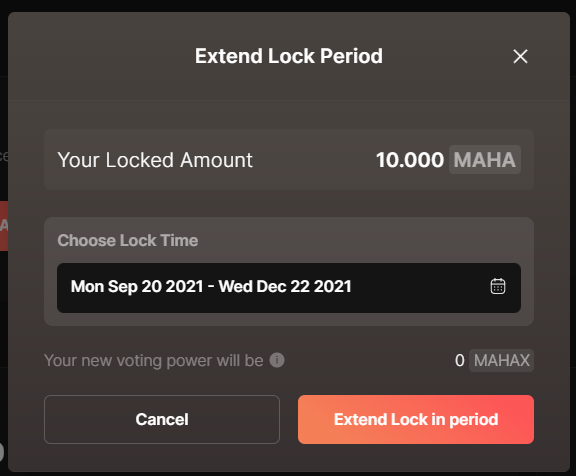 Extend Lock Period
Your Locked Amount 10.000 MAHA
Choose Lock Time
Mon Sep 20 2021 - Wed Dec 22 2021
Your new voting power will be 0 MAHAX
Cancel Extend Lock in period